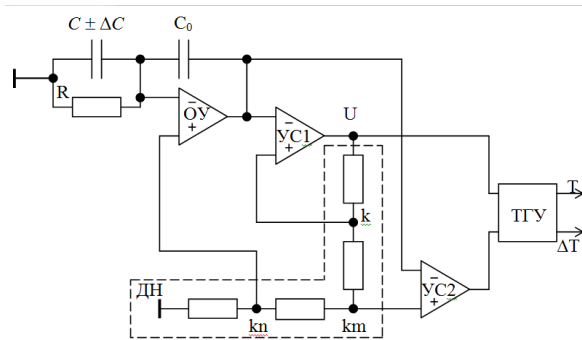 C ± ΔC
C₀
R
−
ОУ
+
−
УС1
+
U
k
T
ТГУ
ΔT
ДН
−
УС2
+
kn
km